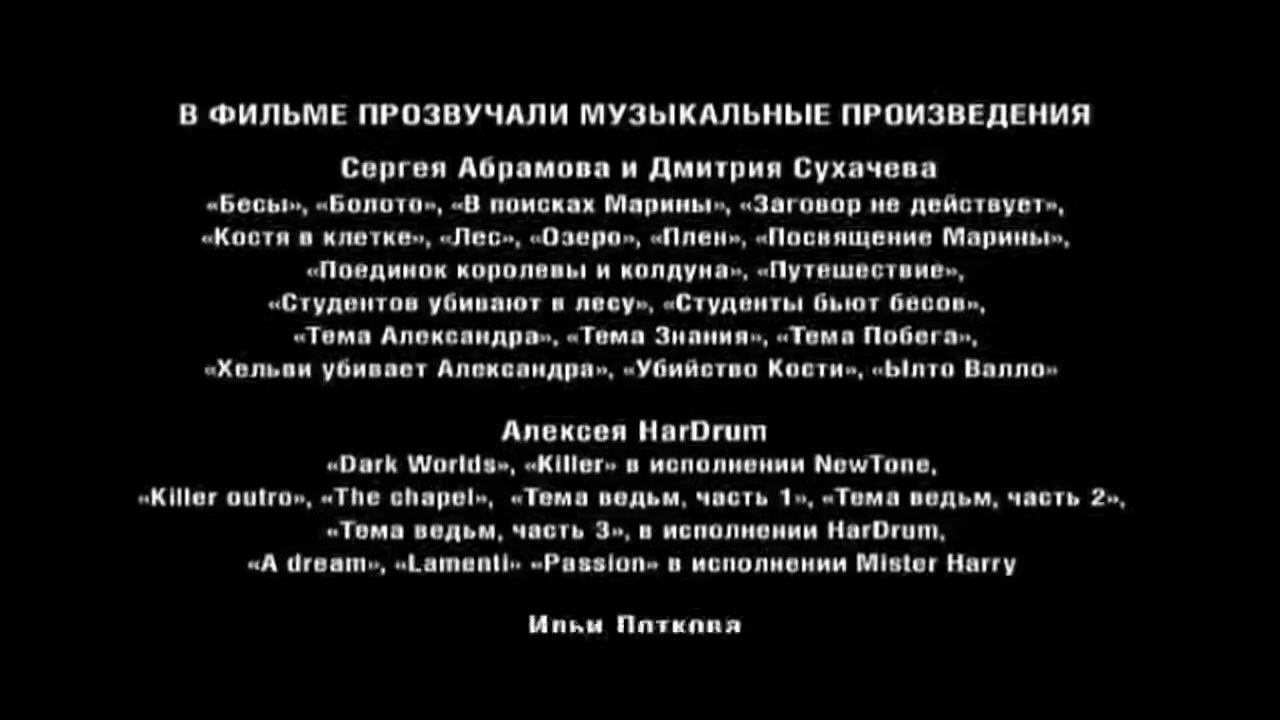 В ФИЛЬМЕ ПРОЗВУЧАЛИ МУЗЫКАЛЬНЫЕ ПРОИЗВЕДЕНИЯ
Сергея Абрамова и Дмитрия Сухачева
«Бесы», «Болото», «В поисках Марины», «Заговор не действует»,
«Костя в клетке», «Лес», «Озеро», «Плен», «Посвящение Марины»,
«Поединок королевы и колдуна», «Путешествие»,
«Студентов убивают в лесу», «Студенты бьют бесов»,
«Тема Александра», «Тема Знания», «Тема Побега»,
«Хельви убивает Александра», «Убийство Кости», «Ылто Валло»
Алексея HarDrum
«Dark Worlds», «Killer» в исполнении NewTone,
«Killer outro», «The chapel», «Тема ведьм, часть 1», «Тема ведьм, часть 2»,
«Тема ведьм, часть 3», в исполнении HarDrum,
«A dream», «Lamenti» «Passion» в исполнении Mister Harry
Ильи